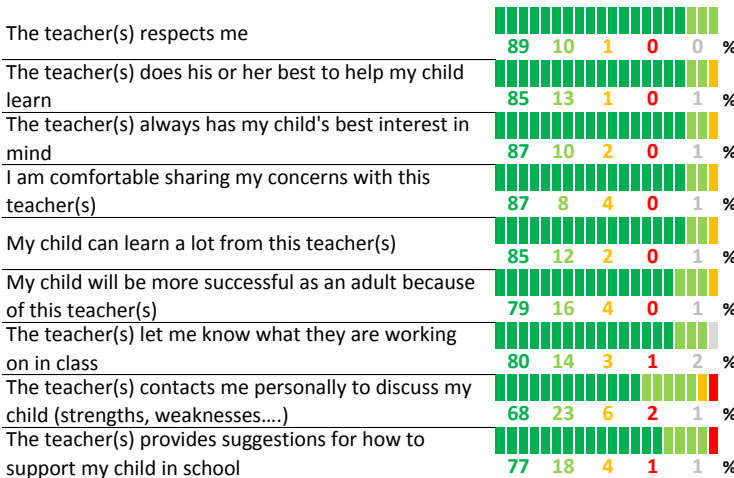 The teacher(s) respects me
89 10 1 0 0 %
The teacher(s) does his or her best to help my child
learn
85 13 1 0 1 %
The teacher(s) always has my child's best interest in
mind
87 10 2 0 1 %
I am comfortable sharing my concerns with this
teacher(s)
87 8 4 0 1 %
My child can learn a lot from this teacher(s)
85 12 2 0 1 %
My child will be more successful as an adult because
of this teacher(s)
79 16 4 0 1 %
The teacher(s) let me know what they are working
on in class
80 14 3 1 2 %
The teacher(s) contacts me personally to discuss my
child (strengths, weaknesses....)
68 23 6 2 1 %
The teacher(s) provides suggestions for how to
support my child in school
77 18 4 1 1 %